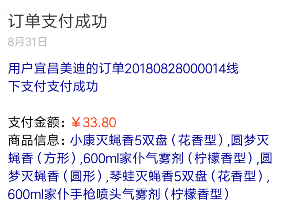 订单支付成功
8月31日
用户宜昌美迪的订单20180828000014线
下支付支付成功
支付金额：￥33.80
商品信息：小康灭蝇香5双盘（花香型）,圆梦灭
蝇香（方形）,600ml家仆气雾剂（柠檬香型）,圆
梦灭蝇香（圆形）,琴蛙灭蝇香5双盘（花香型）,
600ml家仆手枪喷头气雾剂（柠檬香型）